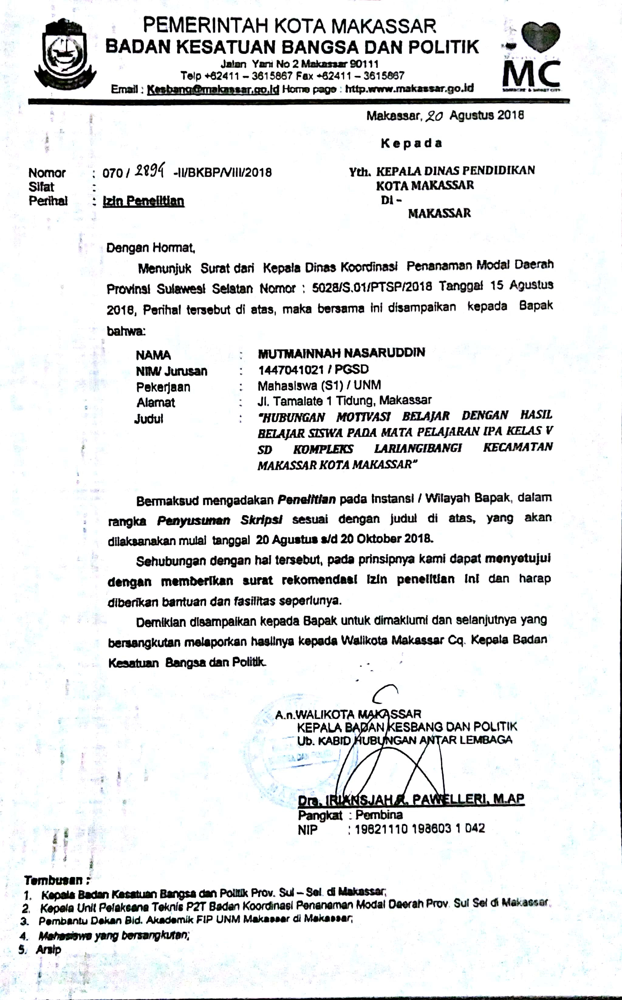 PEMERINTAH KOTA MAKASSAR
BADAN KESATUAN BANGSA DAN POLITIK
Jalan Yani No 2 Makassar 90111
Telp +62411 – 3615867 Fax +62411 – 3615867
Email : Kesbang@makassar.go.id Home page : http.www.makassar.go.id
MC
Makassar, 20 Agustus 2018
Kepada
Nomor : 070 / 2894 -II/BKBP/VIII/2018
Sifat :
Perihal : Izin Penelitian
Yth. KEPALA DINAS PENDIDIKAN
KOTA MAKASSAR
DI -
MAKASSAR
Dengan Hormat,
Menunjuk Surat dari Kepala Dinas Koordinasi Penanaman Modal Daerah
Provinsi Sulawesi Selatan Nomor : 5028/S.01/PTSP/2018 Tanggal 15 Agustus
2018, Perihal tersebut di atas, maka bersama ini disampaikan kepada Bapak
bahwa:
NAMA : MUTMAINNAH NASARUDDIN
NIM/ Jurusan : 1447041021 / PGSD
Pekerjaan : Mahasiswa (S1) / UNM
Alamat : Jl. Tamalate 1 Tidung, Makassar
Judul : "HUBUNGAN MOTIVASI BELAJAR DENGAN HASIL
BELAJAR SISWA PADA MATA PELAJARAN IPA KELAS V
SD KOMPLEKS LARIANGIBANGI KECAMATAN
MAKASSAR KOTA MAKASSAR"
Bermaksud mengadakan Penelitian pada Instansi / Wilayah Bapak, dalam
rangka Penyusunan Skripsi sesuai dengan judul di atas, yang akan
dilaksanakan mulai tanggal 20 Agustus s/d 20 Oktober 2018.
Sehubungan dengan hal tersebut, pada prinsipnya kami dapat menyetujui
dengan memberikan surat rekomendasi izin penelitian ini dan harap
diberikan bantuan dan fasilitas seperlunya.
Demikian disampaikan kepada Bapak untuk dimaklumi dan selanjutnya yang
bersangkutan melaporkan hasilnya kepada Walikota Makassar Cq. Kepala Badan
Kesatuan Bangsa dan Politik.
A.n.WALIKOTA MAKASSAR
KEPALA BADAN KESBANG DAN POLITIK
Ub. KABID HUBUNGAN ANTAR LEMBAGA
Drs. IRIANSJAH R. PAWELLERI, M.AP
Pangkat : Pembina
NIP : 19621110 198603 1 042
Tembusan :
1. Kepala Badan Kesatuan Bangsa dan Politik Prov. Sul – Sel. di Makassar;
2. Kepala Unit Pelaksana Teknis P2T Badan Koordinasi Penanaman Modal Daerah Prov. Sul Sel di Makassar;
3. Pembantu Dekan Bid. Akademik FIP UNM Makassar di Makassar;
4. Mahasiswa yang bersangkutan;
5. Arsip